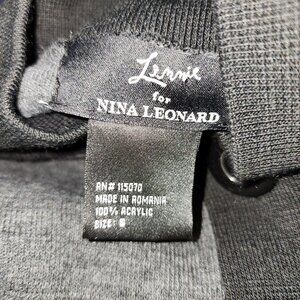 Lennie
for
NINA LEONARD
RN# 115070
MADE IN ROMANIA
100% ACRYLIC
SIZE: S